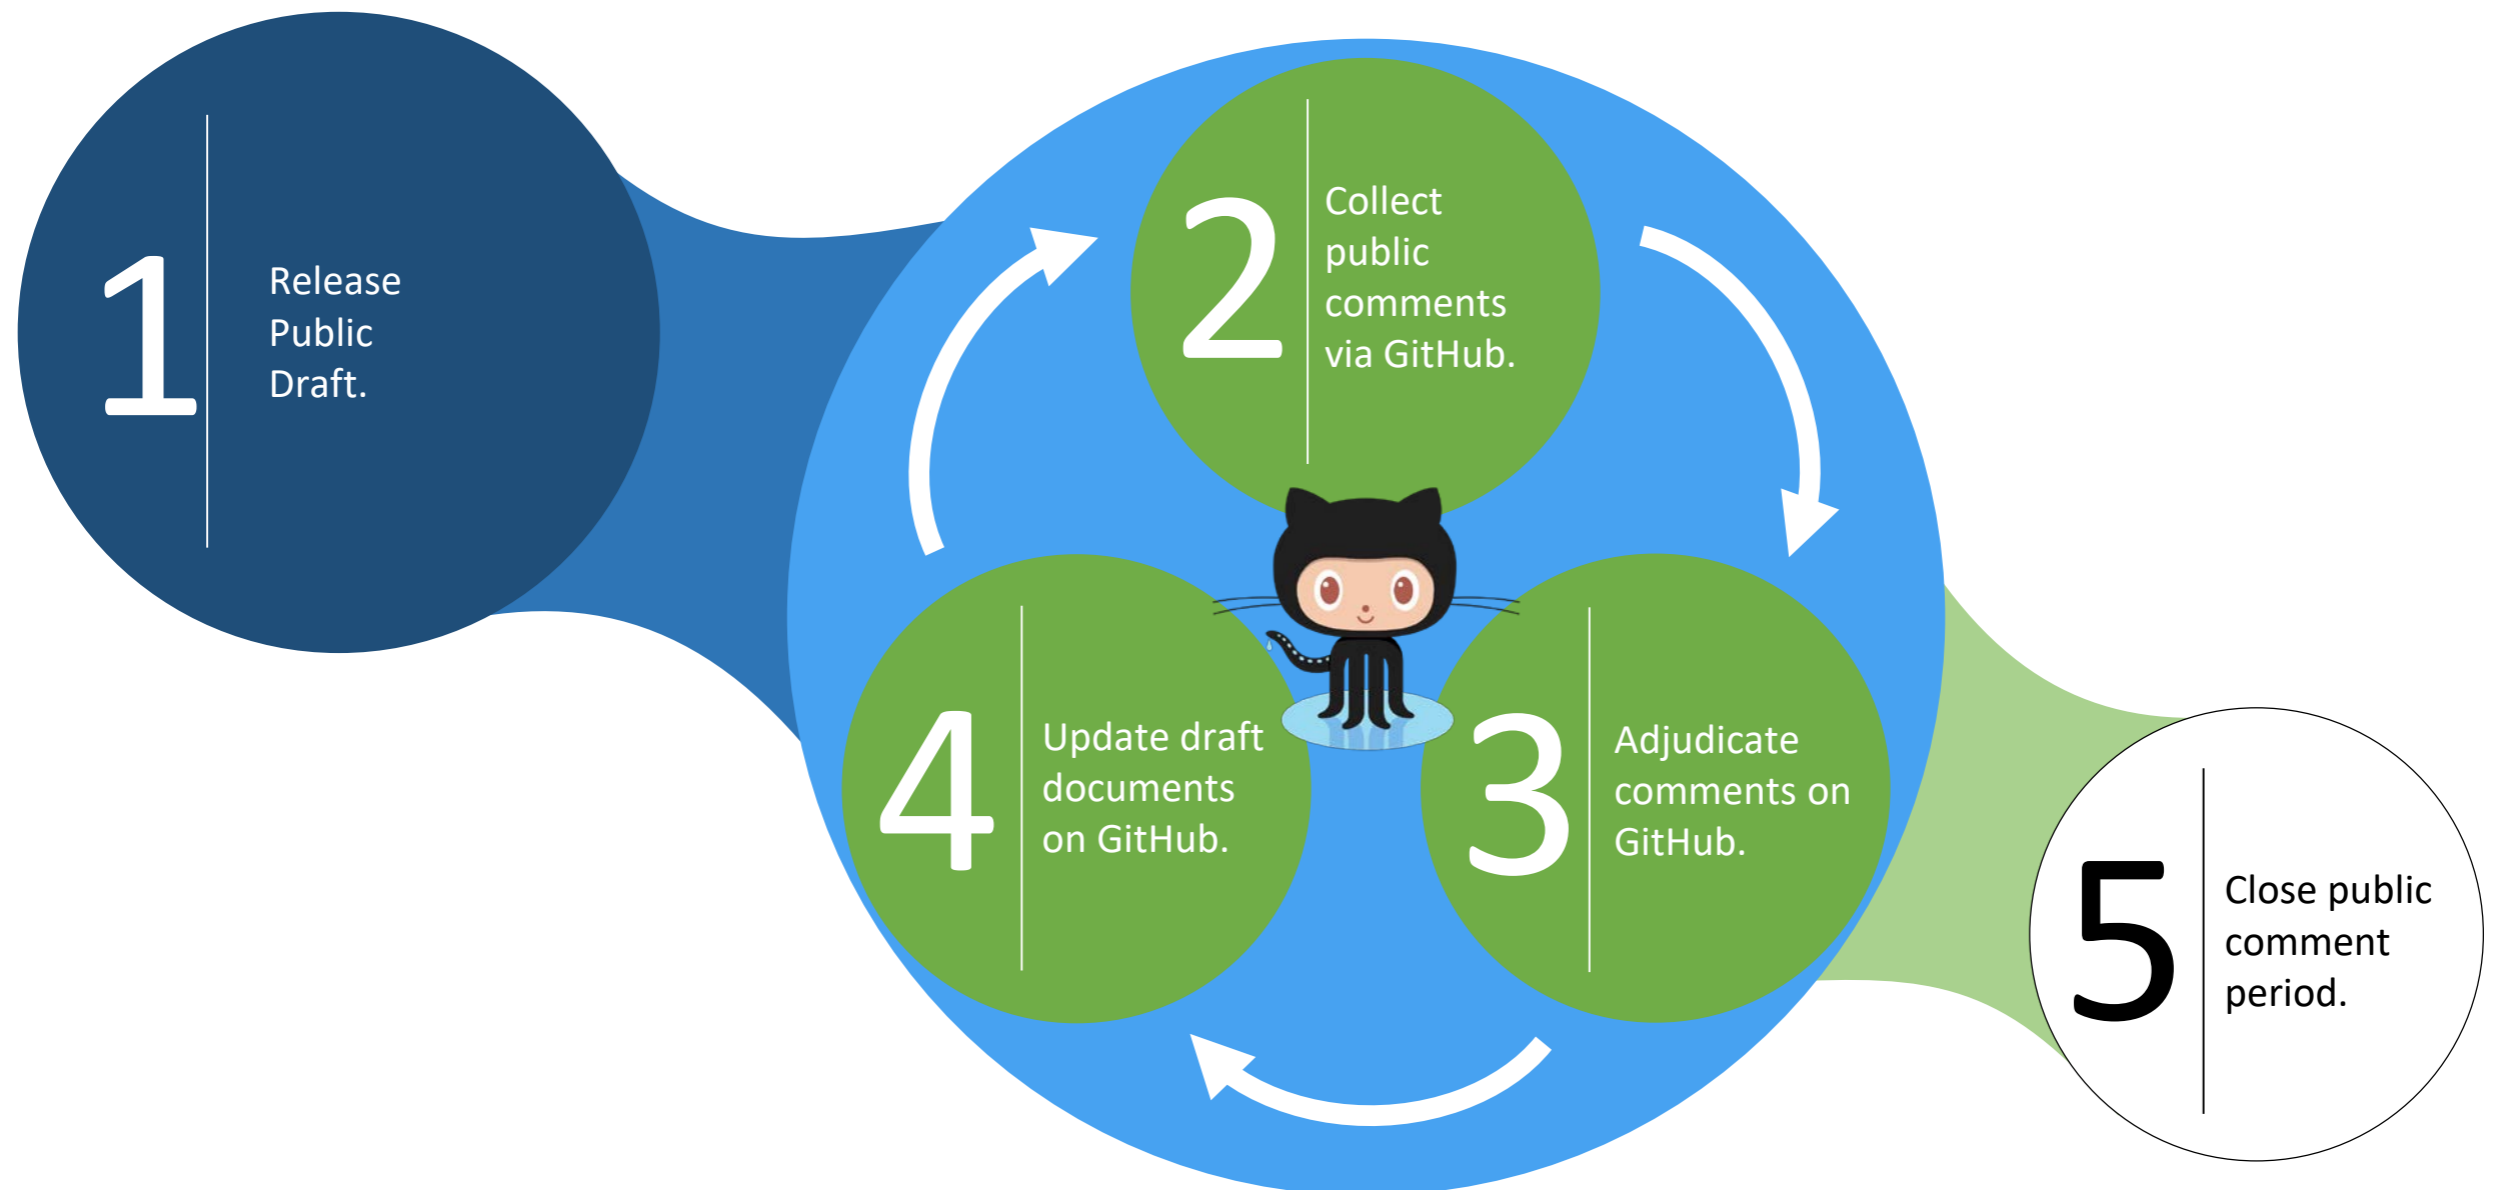 1
Release
Public
Draft.
2
Collect
public
comments
via GitHub.
3
Adjudicate
comments on
GitHub.
4
Update draft
documents
on GitHub.
5
Close public
comment
period.